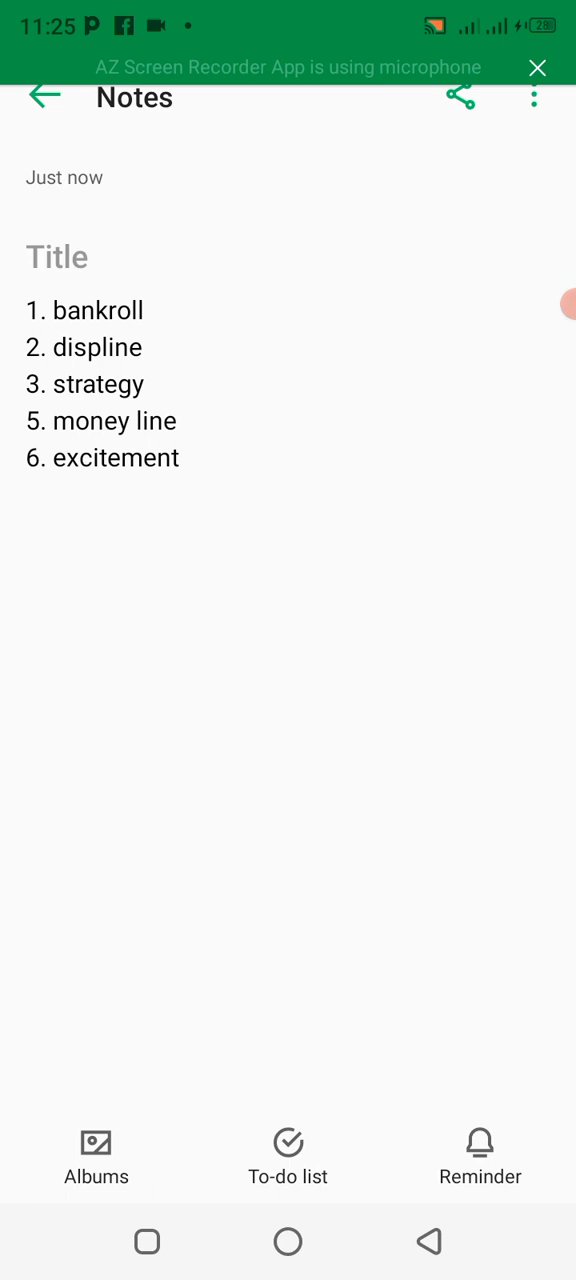 11:25
28
AZ Screen Recorder App is using microphone
Notes
Just now
Title
1. bankroll
2. displine
3. strategy
5. money line
6. excitement
Albums
To-do list
Reminder